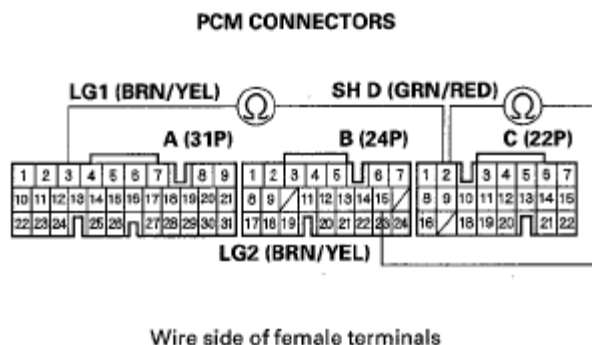 PCM CONNECTORS
LG1 (BRN/YEL) Ω SH D (GRN/RED) Ω
A (31P) B (24P) C (22P)
1 2 3 4 5 6 7 8 9 1 2 3 4 5 6 7 1 2 3 4 5 6 7
10 11 12 13 14 15 16 17 18 19 20 21 8 9 11 12 13 14 15 8 9 10 11 12 13 14 15
22 23 24 25 26 27 28 29 30 31 17 18 19 20 21 22 23 24 16 18 19 20 21 22
LG2 (BRN/YEL)
Wire side of female terminals